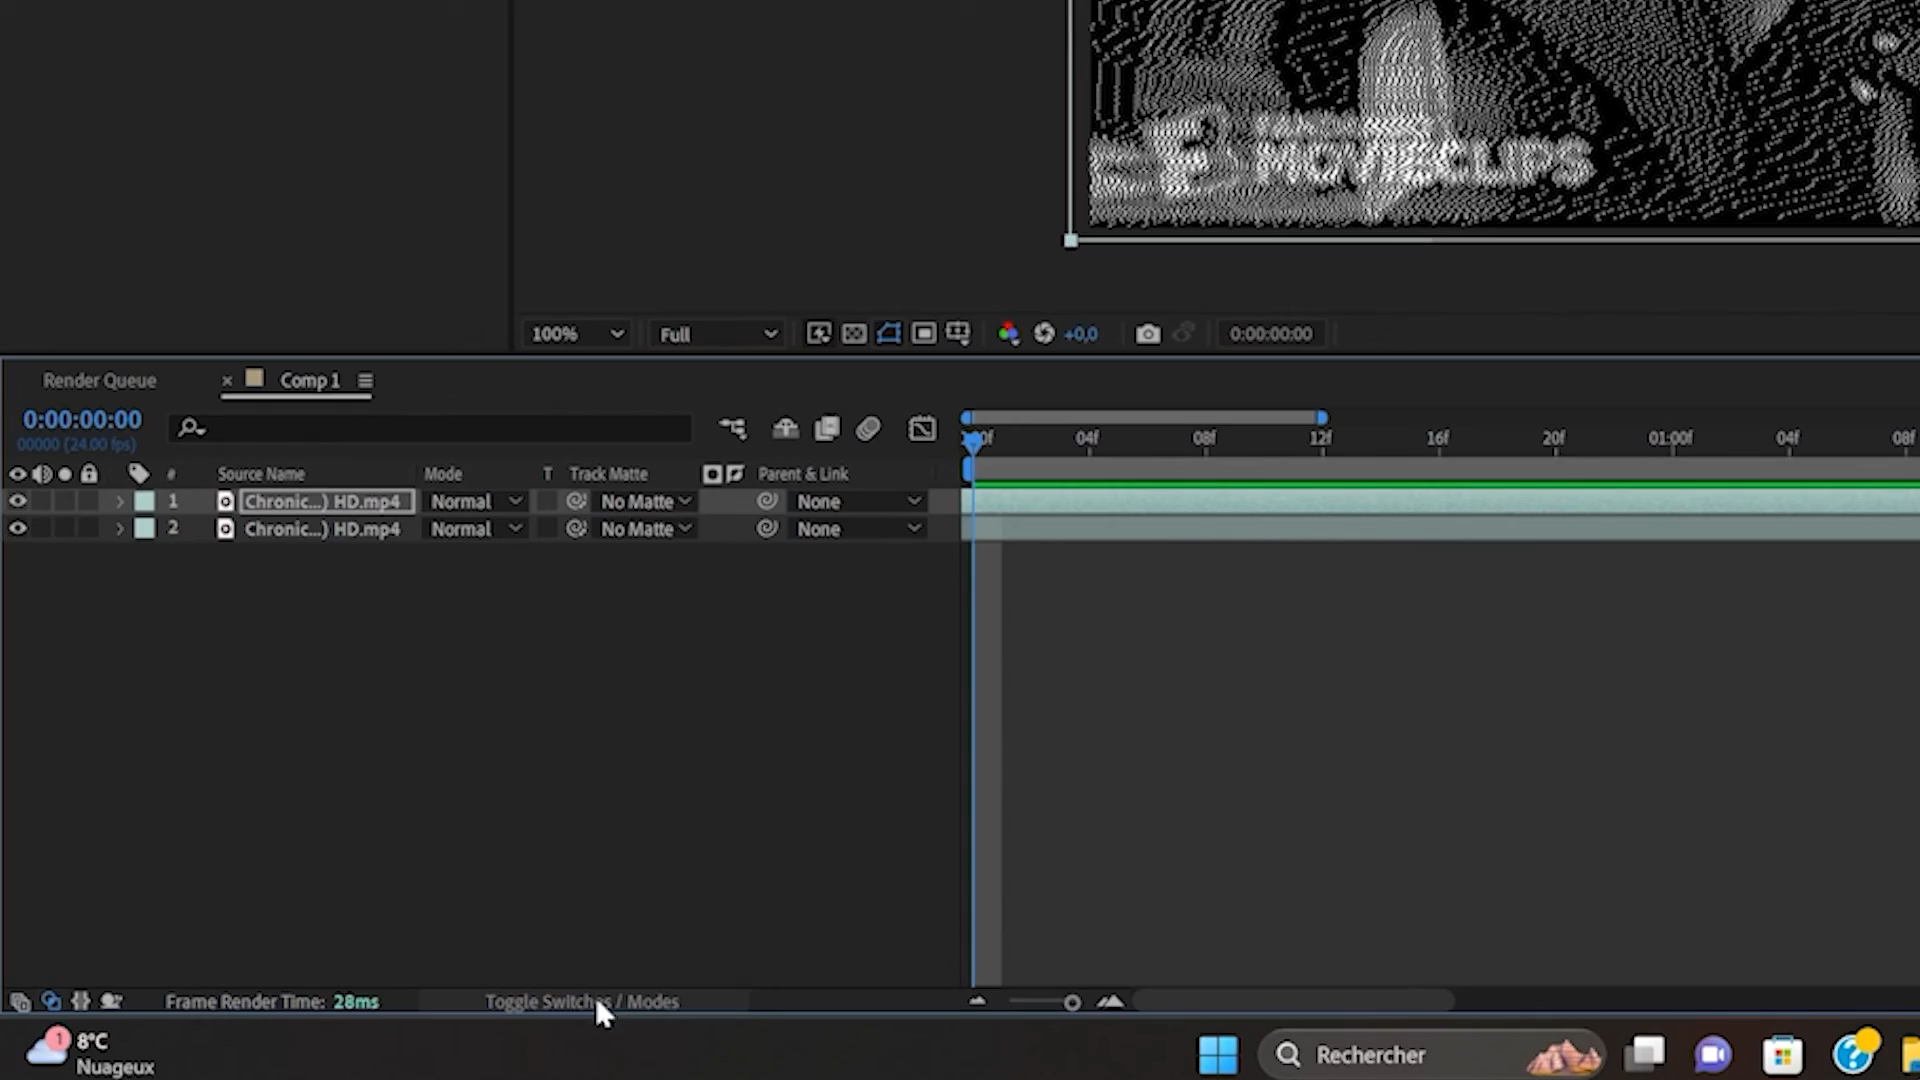 MOVIECLIPS
100%
Full
+0,0
0:00:00:00
Render Queue
Comp 1
0:00:00:00
00000 (24.00 fps)
:00f 04f 08f 12f 16f 20f 01:00f 04f 08f
# Source Name Mode T Track Matte Parent & Link
1 Chronic...) HD.mp4 Normal No Matte None
2 Chronic...) HD.mp4 Normal No Matte None
Frame Render Time: 28ms
Toggle Switches / Modes
1
8°C
Nuageux
Rechercher